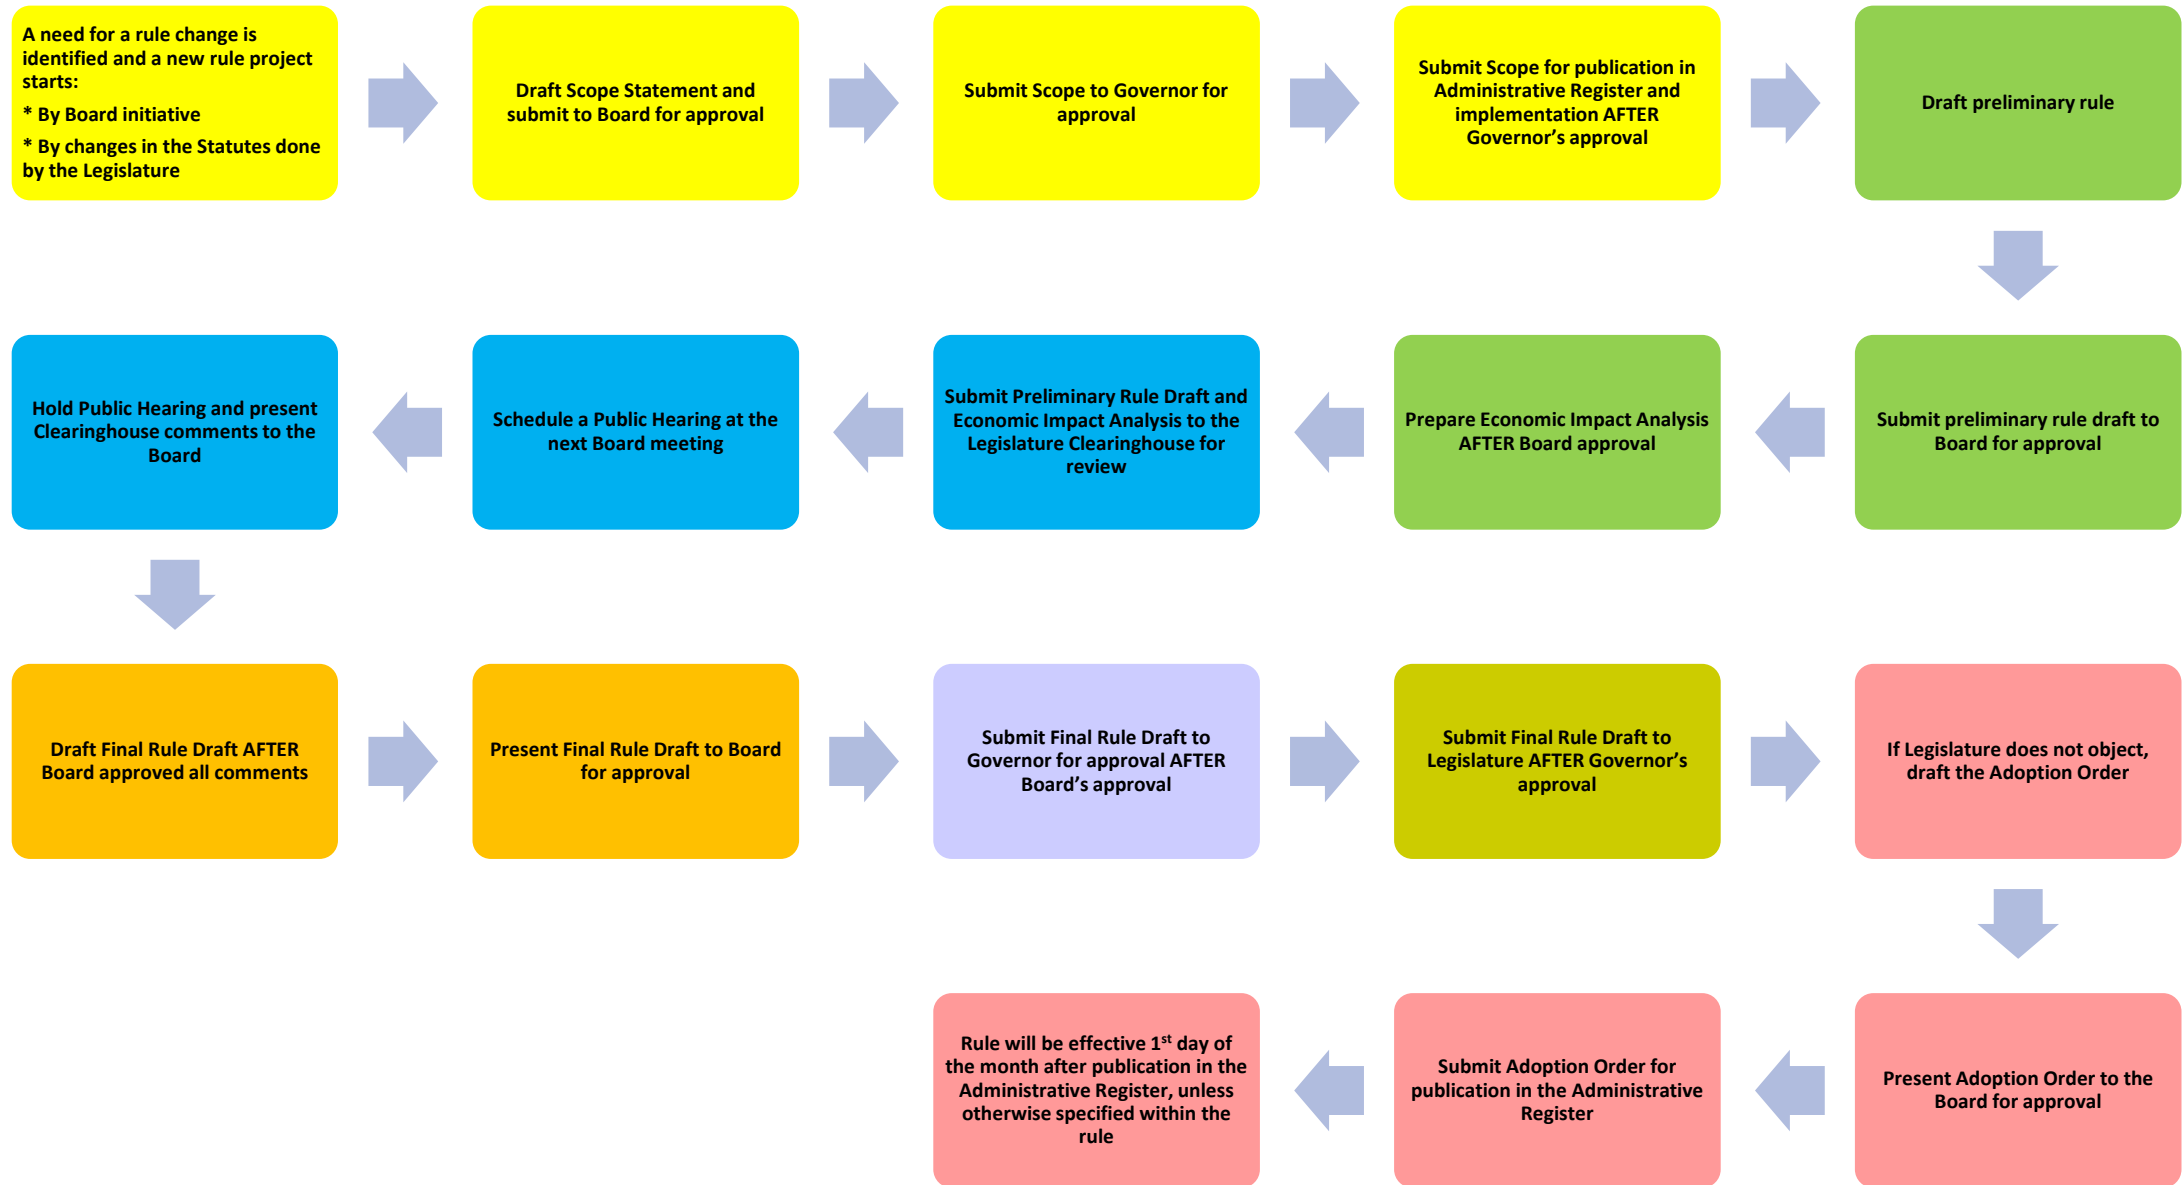 A need for a rule change is
identified and a new rule project
starts:
* By Board initiative
* By changes in the Statutes done
by the Legislature
Draft Scope Statement and
submit to Board for approval
Submit Scope to Governor for
approval
Submit Scope for publication in
Administrative Register and
implementation AFTER
Governor’s approval
Draft preliminary rule
Submit preliminary rule draft to
Board for approval
Prepare Economic Impact Analysis
AFTER Board approval
Submit Preliminary Rule Draft and
Economic Impact Analysis to the
Legislature Clearinghouse for
review
Schedule a Public Hearing at the
next Board meeting
Hold Public Hearing and present
Clearinghouse comments to the
Board
Draft Final Rule Draft AFTER
Board approved all comments
Present Final Rule Draft to Board
for approval
Submit Final Rule Draft to
Governor for approval AFTER
Board’s approval
Submit Final Rule Draft to
Legislature AFTER Governor’s
approval
If Legislature does not object,
draft the Adoption Order
Present Adoption Order to the
Board for approval
Submit Adoption Order for
publication in the Administrative
Register
Rule will be effective 1st day of
the month after publication in the
Administrative Register, unless
otherwise specified within the
rule